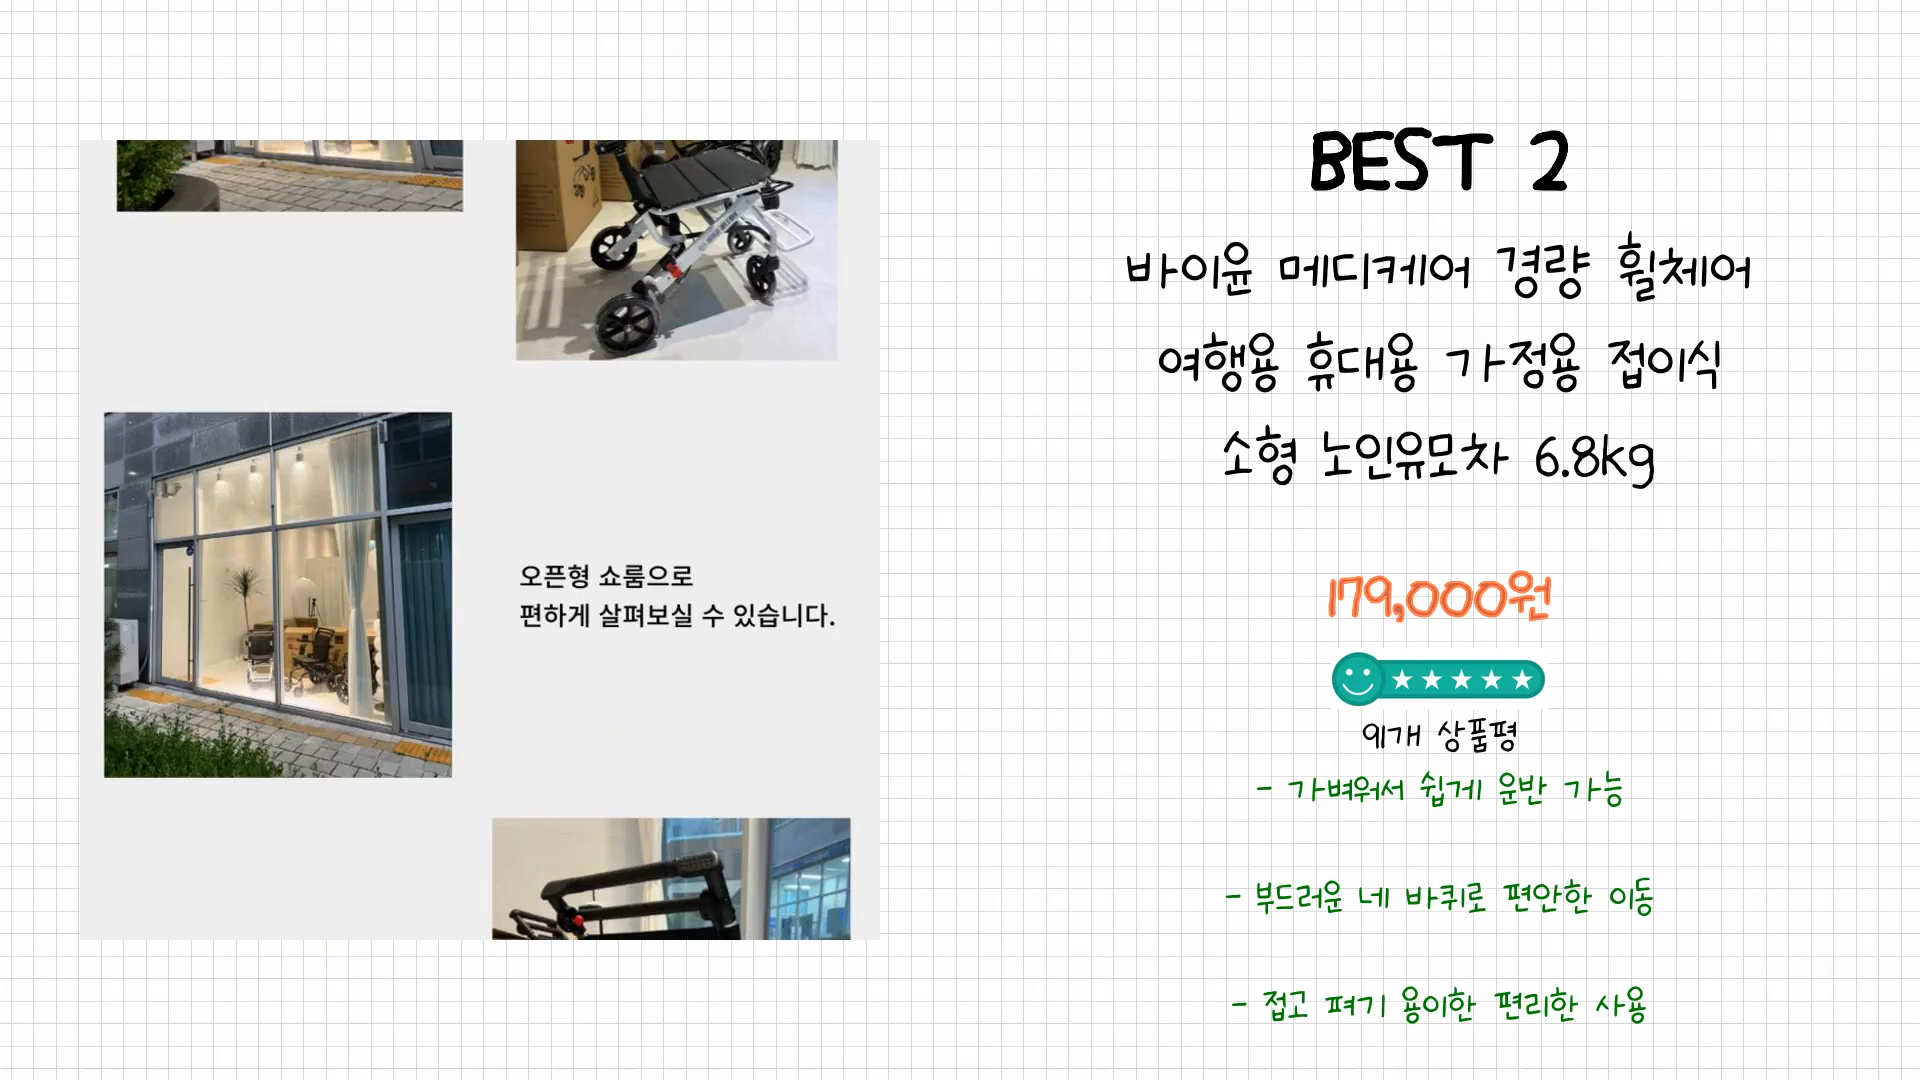 오픈형 쇼룸으로
편하게 살펴보실 수 있습니다.
BEST 2
바이윤 메디케어 경량 휠체어
여행용 휴대용 가정용 접이식
소형 노인유모차 6.8kg
179,000원
91개 상품평
- 가벼워서 쉽게 운반 가능
- 부드러운 네 바퀴로 편안한 이동
- 접고 펴기 용이한 편리한 사용